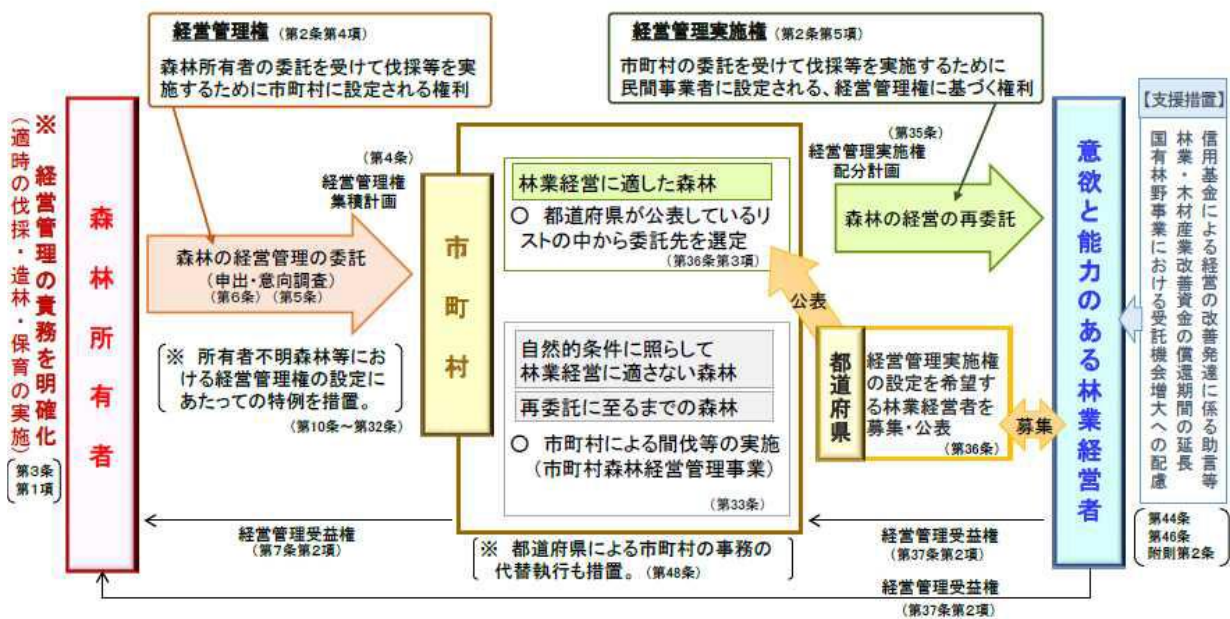 経営管理権（第2条第4項）
森林所有者の委託を受けて伐採等を実
施するために市町村に設定される権利
経営管理実施権（第2条第5項）
市町村の委託を受けて伐採等を実施するために
民間事業者に設定される、経営管理権に基づく権利
※ 経営管理の責務を明確化
（適時の伐採・造林・保育の実施）
第3条
第1項
森林所有者
（第4条）
経営管理権
集積計画
森林の経営管理の委託
（申出・意向調査）
（第6条）（第5条）
※ 所有者不明森林等にお
ける経営管理権の設定に
あたっての特例を措置。
（第10条～第32条）
市町村
林業経営に適した森林
○ 都道府県が公表しているリ
ストの中から委託先を選定
（第36条第3項）
自然的条件に照らして
林業経営に適さない森林
再委託に至るまでの森林
○ 市町村による間伐等の実施
（市町村森林経営管理事業）
（第33条）
（第35条）
経営管理実施権
配分計画
森林の経営の再委託
公表
都道府県
経営管理実施権
の設定を希望す
る林業経営者を
募集・公表
（第36条）
募集
意欲と能力のある林業経営者
【支援措置】
信用基金による経営の改善発達に係る助言等
林業・木材産業改善資金の償還期間の延長
国有林野事業における受託機会増大への配慮
第44条
第46条
附則第2条
経営管理受益権
（第7条第2項）
※ 都道府県による市町村の事務の
代替執行も措置。（第48条）
経営管理受益権
（第37条第2項）
経営管理受益権
（第37条第2項）